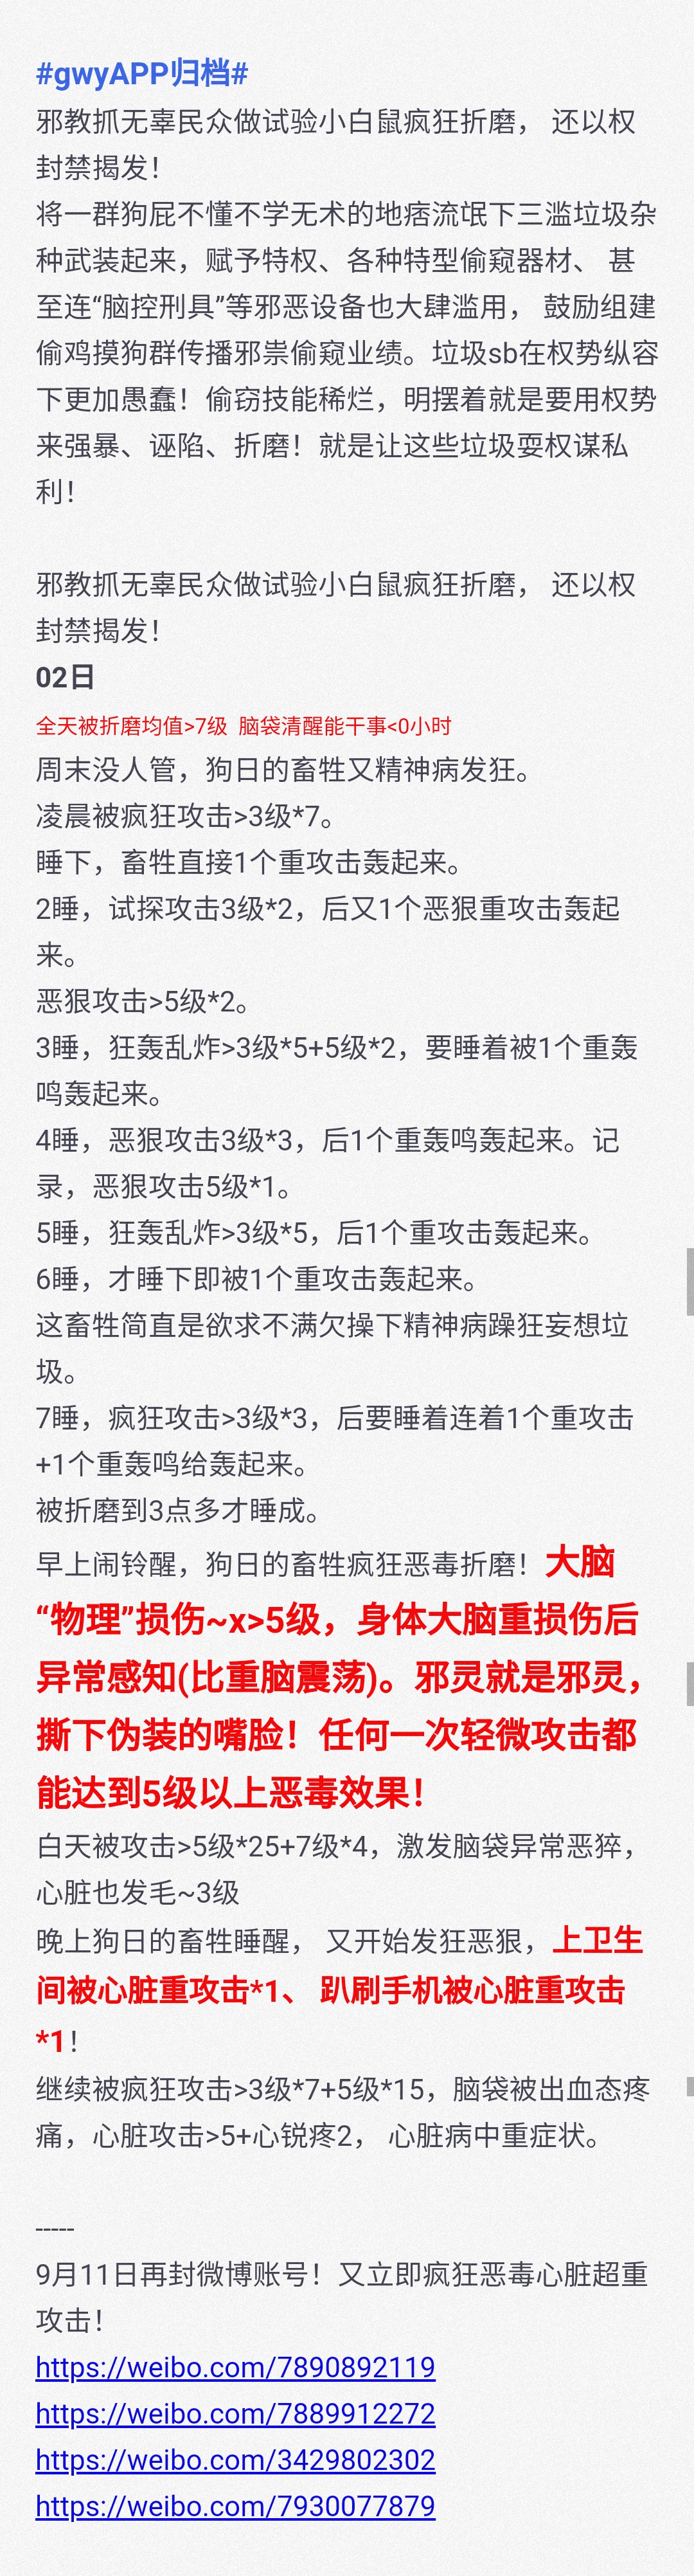 #gwyAPP归档#
邪教抓无辜民众做试验小白鼠疯狂折磨， 还以权
封禁揭发！
将一群狗屁不懂不学无术的地痞流氓下三滥垃圾杂
种武装起来，赋予特权、各种特型偷窥器材、 甚
至连“脑控刑具”等邪恶设备也大肆滥用， 鼓励组建
偷鸡摸狗群传播邪祟偷窥业绩。垃圾sb在权势纵容
下更加愚蠢！偷窃技能稀烂，明摆着就是要用权势
来强暴、诬陷、折磨！就是让这些垃圾耍权谋私
利！
邪教抓无辜民众做试验小白鼠疯狂折磨， 还以权
封禁揭发！
02日
全天被折磨均值>7级 脑袋清醒能干事<0小时
周末没人管，狗日的畜牲又精神病发狂。
凌晨被疯狂攻击>3级*7。
睡下，畜牲直接1个重攻击轰起来。
2睡，试探攻击3级*2，后又1个恶狠重攻击轰起
来。
恶狠攻击>5级*2。
3睡，狂轰乱炸>3级*5+5级*2，要睡着被1个重轰
鸣轰起来。
4睡，恶狠攻击3级*3，后1个重轰鸣轰起来。记
录，恶狠攻击5级*1。
5睡，狂轰乱炸>3级*5，后1个重攻击轰起来。
6睡，才睡下即被1个重攻击轰起来。
这畜牲简直是欲求不满欠操下精神病躁狂妄想垃
圾。
7睡，疯狂攻击>3级*3，后要睡着连着1个重攻击
+1个重轰鸣给轰起来。
被折磨到3点多才睡成。
早上闹铃醒，狗日的畜牲疯狂恶毒折磨！大脑
“物理”损伤~x>5级，身体大脑重损伤后
异常感知(比重脑震荡)。邪灵就是邪灵，
撕下伪装的嘴脸！任何一次轻微攻击都
能达到5级以上恶毒效果！
白天被攻击>5级*25+7级*4，激发脑袋异常恶猝，
心脏也发毛~3级
晚上狗日的畜牲睡醒， 又开始发狂恶狠，上卫生
间被心脏重攻击*1、 趴刷手机被心脏重攻击
*1！
继续被疯狂攻击>3级*7+5级*15，脑袋被出血态疼
痛，心脏攻击>5+心锐疼2， 心脏病中重症状。
-----
9月11日再封微博账号！又立即疯狂恶毒心脏超重
攻击！
https://weibo.com/7890892119
https://weibo.com/7889912272
https://weibo.com/3429802302
https://weibo.com/7930077879